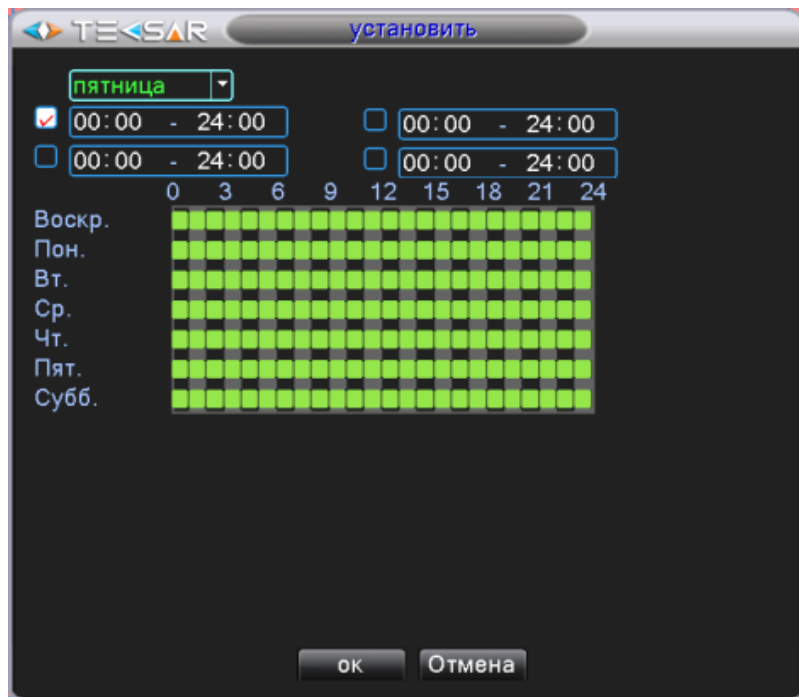 TEKSAR установить
пятница
00:00 - 24:00 00:00 - 24:00
00:00 - 24:00 00:00 - 24:00
0 3 6 9 12 15 18 21 24
Воскр.
Пон.
Вт.
Ср.
Чт.
Пят.
Субб.
ок Отмена